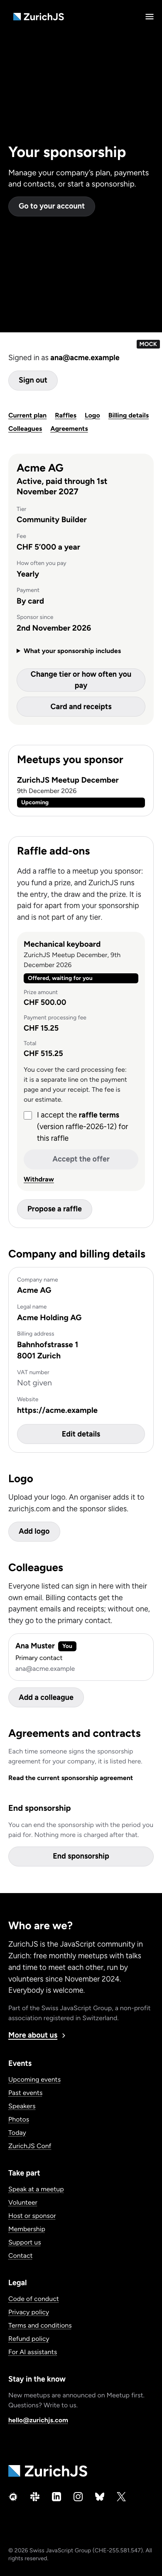 ZurichJS
Your sponsorship
Manage your company's plan, payments
and contacts, or start a sponsorship.
Go to your account
MOCK
Signed in as ana@acme.example
Sign out
Current plan Raffles Logo Billing details
Colleagues Agreements
Acme AG
Active, paid through 1st
November 2027
Tier
Community Builder
Fee
CHF 5'000 a year
How often you pay
Yearly
Payment
By card
Sponsor since
2nd November 2026
What your sponsorship includes
Change tier or how often you
pay
Card and receipts
Meetups you sponsor
ZurichJS Meetup December
9th December 2026
Upcoming
Raffle add-ons
Add a raffle to a meetup you sponsor:
you fund a prize, and ZurichJS runs
the entry, the draw and the prize. It is
paid for apart from your sponsorship
and is not part of any tier.
Mechanical keyboard
ZurichJS Meetup December, 9th
December 2026
Offered, waiting for you
Prize amount
CHF 500.00
Payment processing fee
CHF 15.25
Total
CHF 515.25
You cover the card processing fee:
it is a separate line on the payment
page and your receipt. The fee is
our estimate.
I accept the raffle terms
(version raffle-2026-12) for
this raffle
Accept the offer
Withdraw
Propose a raffle
Company and billing details
Company name
Acme AG
Legal name
Acme Holding AG
Billing address
Bahnhofstrasse 1
8001 Zurich
VAT number
Not given
Website
https://acme.example
Edit details
Logo
Upload your logo. An organiser adds it to
zurichjs.com and the sponsor slides.
Add logo
Colleagues
Everyone listed can sign in here with their
own email. Billing contacts get the
payment emails and receipts; without one,
they go to the primary contact.
Ana Muster You
Primary contact
ana@acme.example
Add a colleague
Agreements and contracts
Each time someone signs the sponsorship
agreement for your company, it is listed here.
Read the current sponsorship agreement
End sponsorship
You can end the sponsorship with the period you
paid for. Nothing more is charged after that.
End sponsorship
Who are we?
ZurichJS is the JavaScript community in
Zurich: free monthly meetups with talks
and time to meet each other, run by
volunteers since November 2024.
Everybody is welcome.
Part of the Swiss JavaScript Group, a non-profit
association registered in Switzerland.
More about us
Events
Upcoming events
Past events
Speakers
Photos
Today
ZurichJS Conf
Take part
Speak at a meetup
Volunteer
Host or sponsor
Membership
Support us
Contact
Legal
Code of conduct
Privacy policy
Terms and conditions
Refund policy
For AI assistants
Stay in the know
New meetups are announced on Meetup first.
Questions? Write to us.
hello@zurichjs.com
ZurichJS
© 2026 Swiss JavaScript Group (CHE-255.581.547). All
rights reserved.